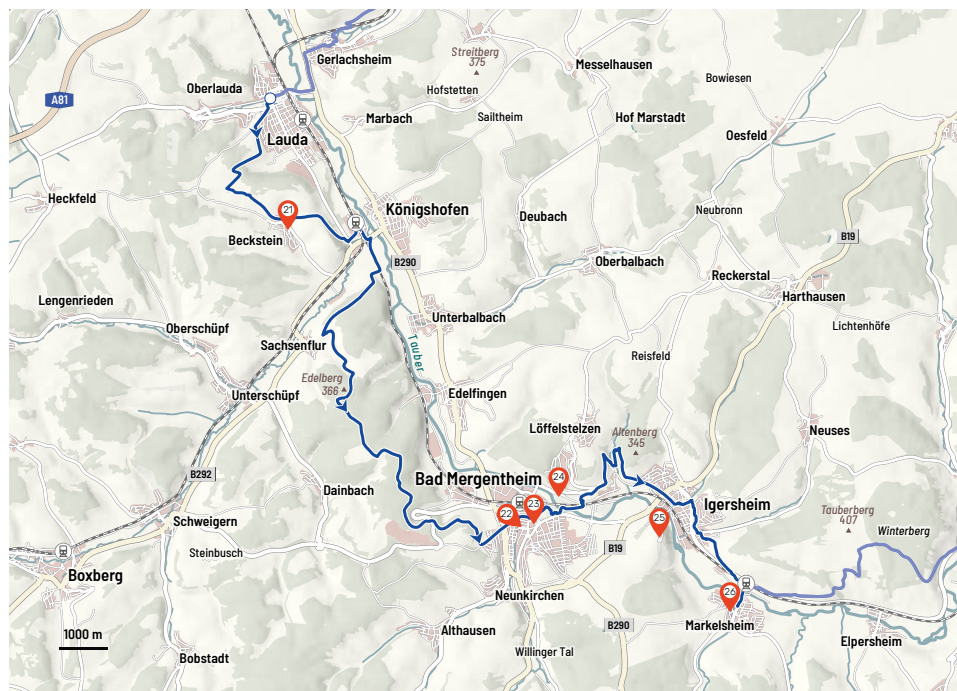 Gerlachsheim
Streitberg
375
Messelhausen
Oberlauda
Bowiesen
Hofstetten
A81
Marbach
Sailtheim
Hof Marstadt
Oesfeld
Lauda
Heckfeld
21
Königshofen
Deubach
Neubronn
Beckstein
B19
B290
Oberbalbach
Reckerstal
Lengenrieden
Harthausen
Unterbalbach
Oberschüpf
Lichtenhöfe
Sachsenflur
Tauber
Reisfeld
Edelberg
366
Unterschüpf
Edelfingen
Löffelstelzen
Altenberg
345
Neuses
B292
Bad Mergentheim
24
Dainbach
22
23
25
Igersheim
Tauberberg
407
Schweigern
Winterberg
Steinbusch
B19
Boxberg
Neunkirchen
26
Markelsheim
1000 m
Althausen
B290
Elpersheim
Bobstadt
Willinger Tal